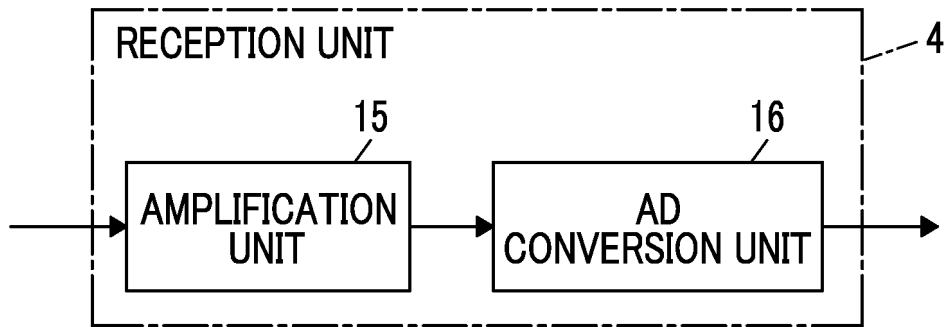 RECEPTION UNIT
4
15
16
AMPLIFICATION
UNIT
AD
CONVERSION UNIT